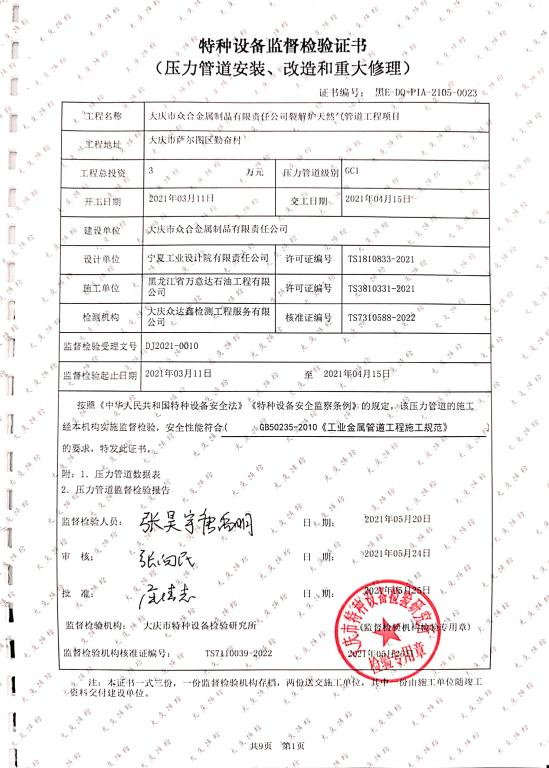 特种设备监督检验证书
（压力管道安装、改造和重大修理）
证书编号： 黑E-DQ-PIA-2105-0023
工程名称 大庆市众合金属制品有限责任公司裂解炉天然气管道工程项目
工程地址 大庆市萨尔图区勤奋村
工程总投资 3 万元 压力管道级别 GC1
开工日期 2021年03月11日 交工日期 2021年04月15日
建设单位 大庆市众合金属制品有限责任公司
设计单位 宁夏工业设计院有限责任公司 许可证编号 TS1810833-2021
施工单位 黑龙江省万意达石油工程有限公司 许可证编号 TS3810331-2021
检测机构 大庆众达鑫检测工程服务有限公司 核准证编号 TS7310588-2022
监督检验受理文号 DJ2021-0010
监督检验起止日期 2021年03月11日 至 2021年04月15日
按照《中华人民共和国特种设备安全法》《特种设备安全监察条例》的规定，该压力管道的施工
经本机构实施监督检验，安全性能符合( GB50235-2010《工业金属管道工程施工规范》 )
的要求，特发此证书。
附：1．压力管道数据表
2．压力管道监督检验报告
监督检验人员： 张昊宇 日 期： 2021年05月20日
审 核： 日 期： 2021年05月24日
批 准： 日 期： 2021年05月25日
监督检验机构： 大庆市特种设备检验研究所 (监督检验机构检验专用章)
监督检验机构核准证编号： TS7110039-2022 2021年05月2日
大庆市特种设备检验研究所
检验专用章
注：本证书一式三份，一份监督检验机构存档，两份送交施工单位，其中一份由施工单位随竣工
资料交付建设单位。
共9页 第1页